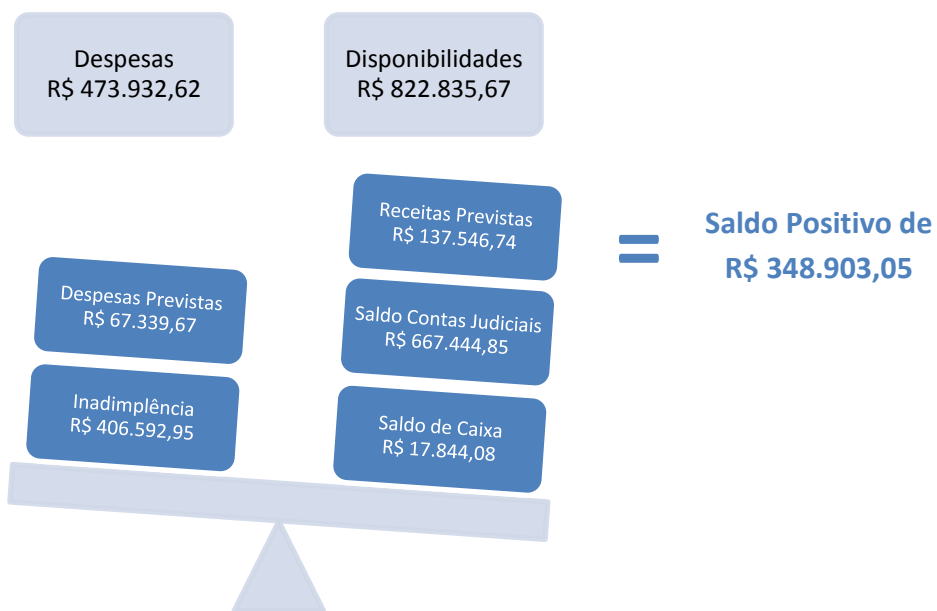 Despesas
R$ 473.932,62
Disponibilidades
R$ 822.835,67
Receitas Previstas
R$ 137.546,74
Saldo Contas Judiciais
R$ 667.444,85
Saldo de Caixa
R$ 17.844,08
Despesas Previstas
R$ 67.339,67
Inadimplência
R$ 406.592,95
=
Saldo Positivo de
R$ 348.903,05